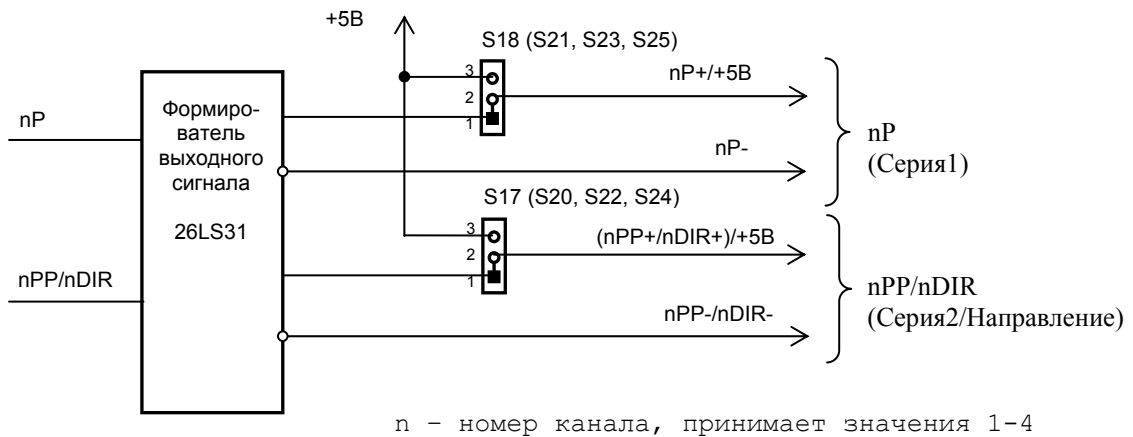 +5В
S18 (S21, S23, S25)
3
2
1
nP+/+5В
nP
Формиро-
ватель
выходного
сигнала
26LS31
nP-
nP
(Серия1)
S17 (S20, S22, S24)
3
2
1
(nPP+/nDIR+)/+5В
nPP/nDIR
nPP-/nDIR-
nPP/nDIR
(Серия2/Направление)
n – номер канала, принимает значения 1-4